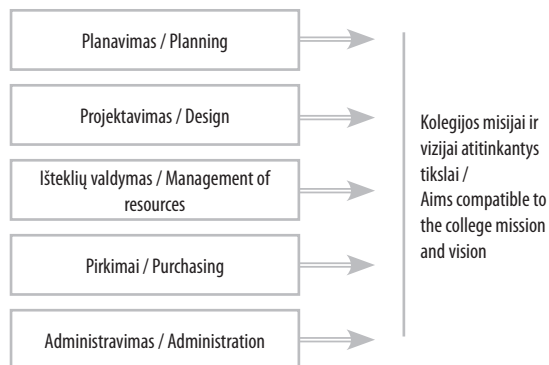 Planavimas / Planning
Projektavimas / Design
Išteklių valdymas / Management of
resources
Pirkimai / Purchasing
Administravimas / Administration
Kolegijos misijai ir
vizijai atitinkantys
tikslai /
Aims compatible to
the college mission
and vision